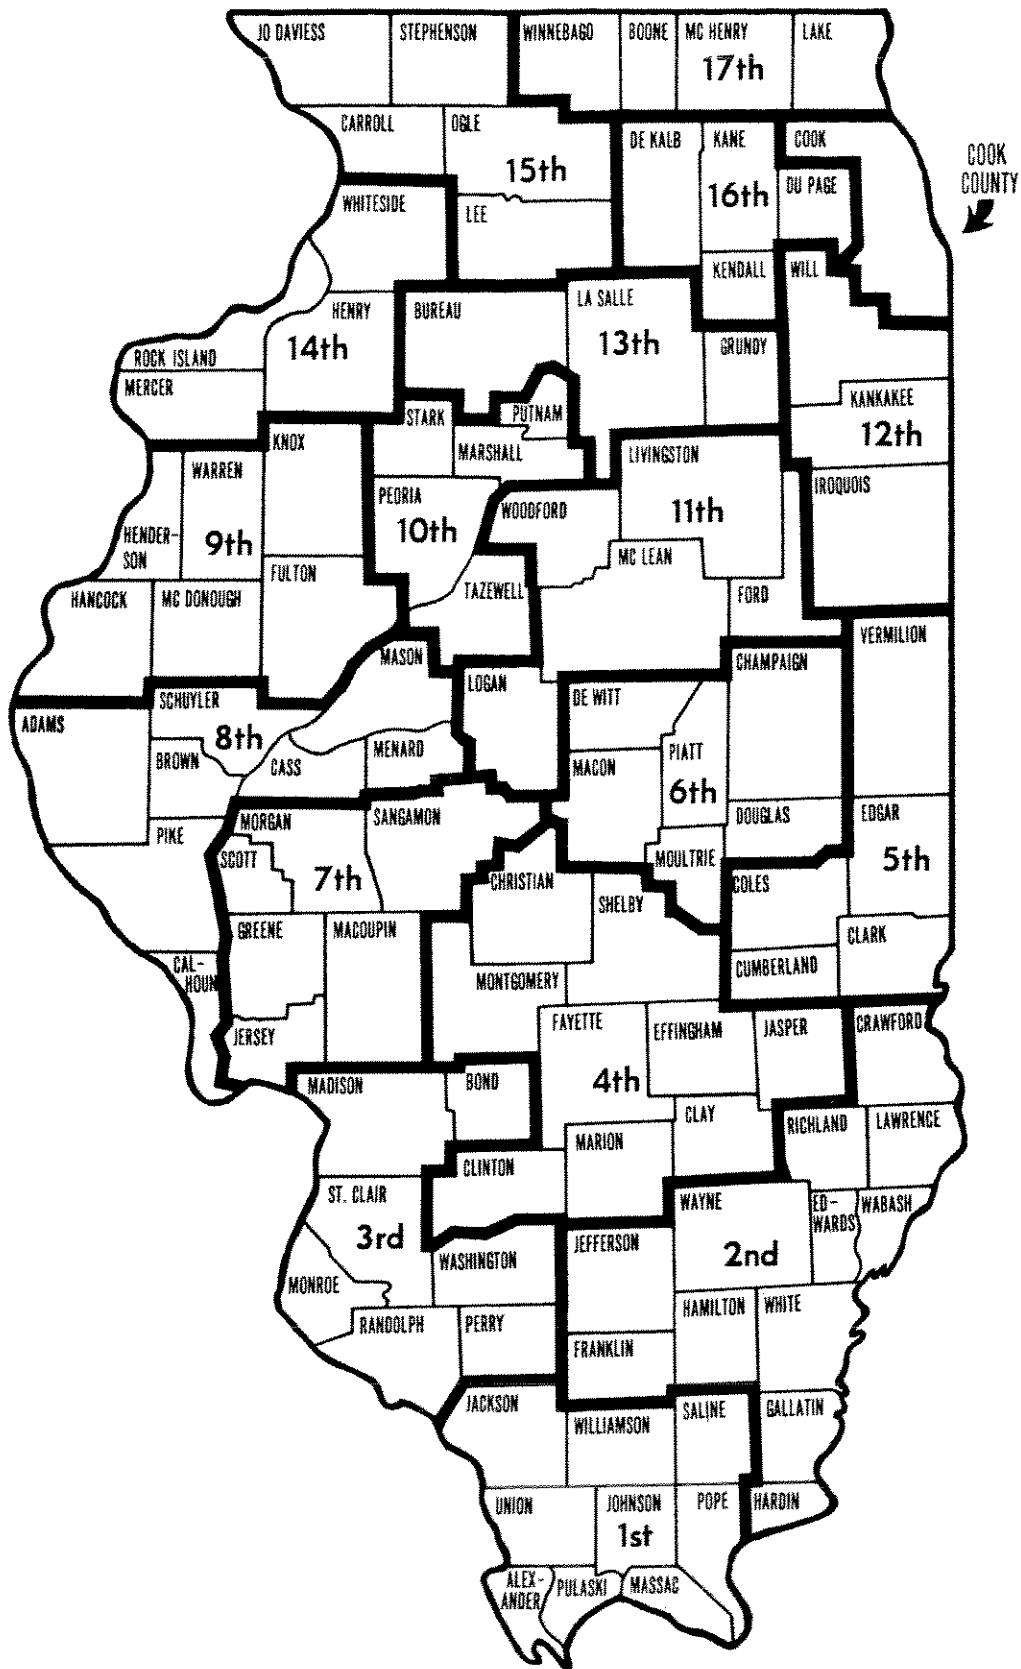 JO DAVIESS
STEPHENSON
WINNEBAGO
BOONE
MC HENRY
LAKE
17th
CARROLL
OGLE
DE KALB
KANE
COOK
COOK
COUNTY
15th
16th
DU PAGE
WHITESIDE
LEE
KENDALL
WILL
HENRY
BUREAU
LA SALLE
14th
13th
GRUNDY
ROCK ISLAND
MERCER
KANKAKEE
STARK
PUTNAM
12th
KNOX
MARSHALL
LIVINGSTON
WARREN
IROQUOIS
PEORIA
WOODFORD
11th
10th
HENDER-
SON
9th
MC LEAN
FULTON
TAZEWELL
FORD
HANCOCK
MC DONOUGH
VERMILION
MASON
CHAMPAIGN
LOGAN
DE WITT
SCHUYLER
ADAMS
8th
MENARD
PIATT
BROWN
CASS
MACON
6th
MORGAN
SANGAMON
DOUGLAS
EDGAR
PIKE
SCOTT
7th
MOULTRIE
5th
CHRISTIAN
COLES
SHELBY
GREENE
MACOUPIN
CLARK
CAL-
HOUN
CUMBERLAND
MONTGOMERY
JERSEY
FAYETTE
EFFINGHAM
JASPER
CRAWFORD
MADISON
BOND
4th
CLAY
RICHLAND
LAWRENCE
MARION
CLINTON
ST. CLAIR
WAYNE
ED-
WARDS
WABASH
3rd
JEFFERSON
2nd
WASHINGTON
MONROE
HAMILTON
WHITE
RANDOLPH
PERRY
FRANKLIN
JACKSON
SALINE
GALLATIN
WILLIAMSON
UNION
JOHNSON
POPE
HARDIN
1st
ALEX-
ANDER
PULASKI
MASSAC